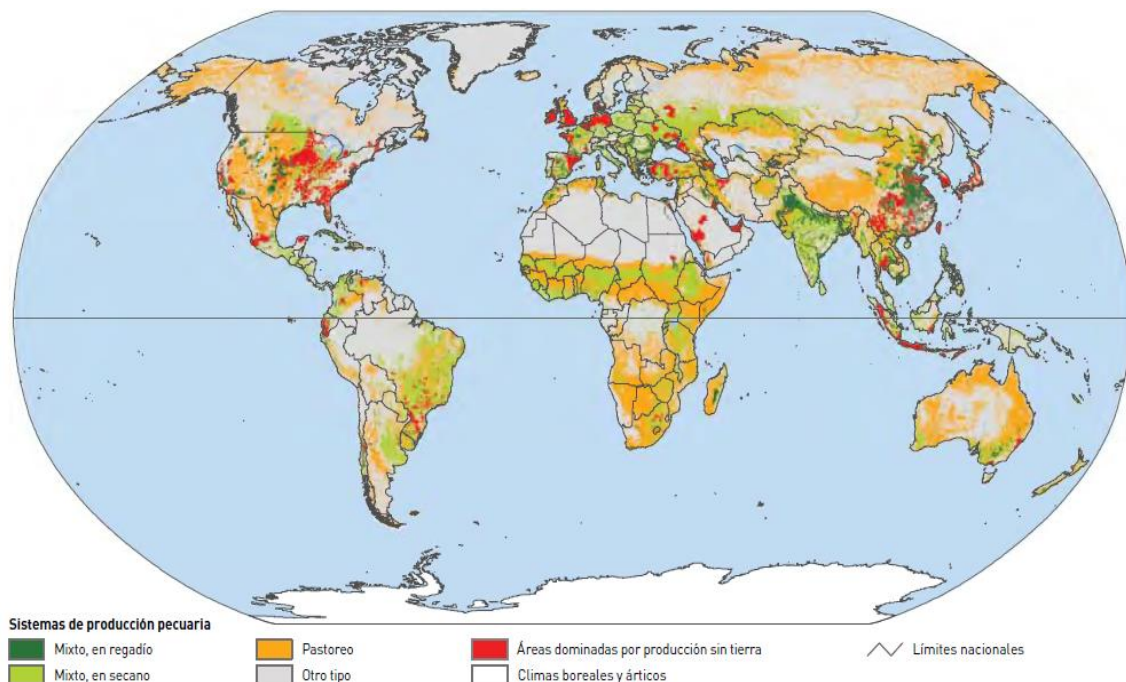 Sistemas de producción pecuaria
Mixto, en regadío
Pastoreo
Áreas dominadas por producción sin tierra
Límites nacionales
Mixto, en secano
Otro tipo
Climas boreales y árticos